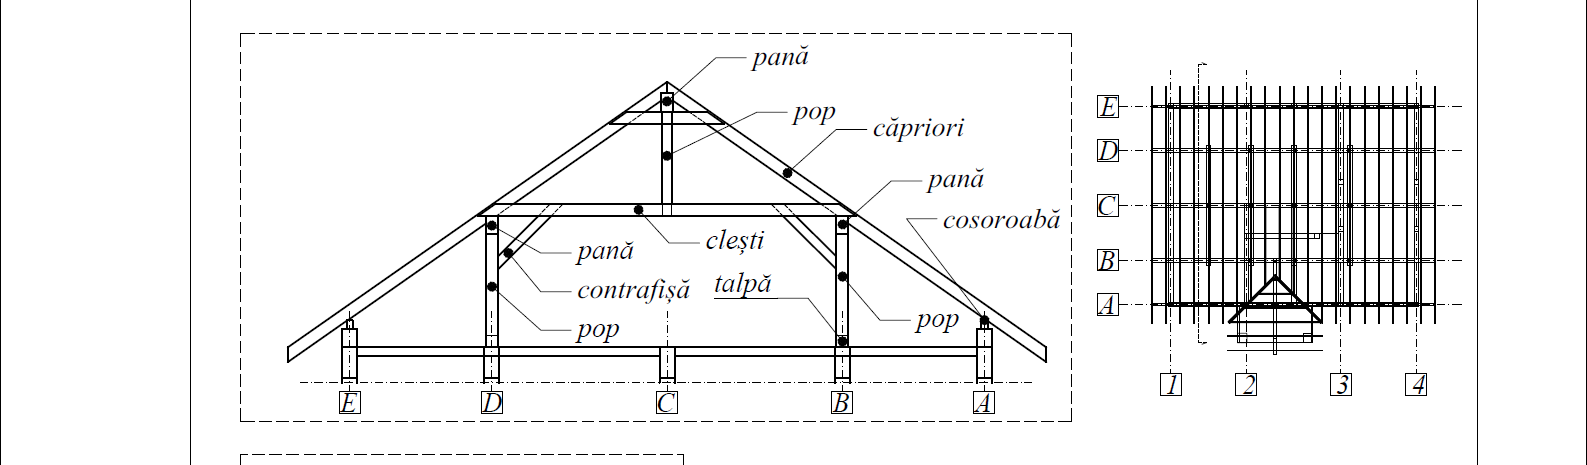 pană
pop
căpriori
pană
cosoroabă
clești
pană
contrafișă
talpă
pop
pop
E
D
C
B
A
E
D
C
B
A
1
2
3
4